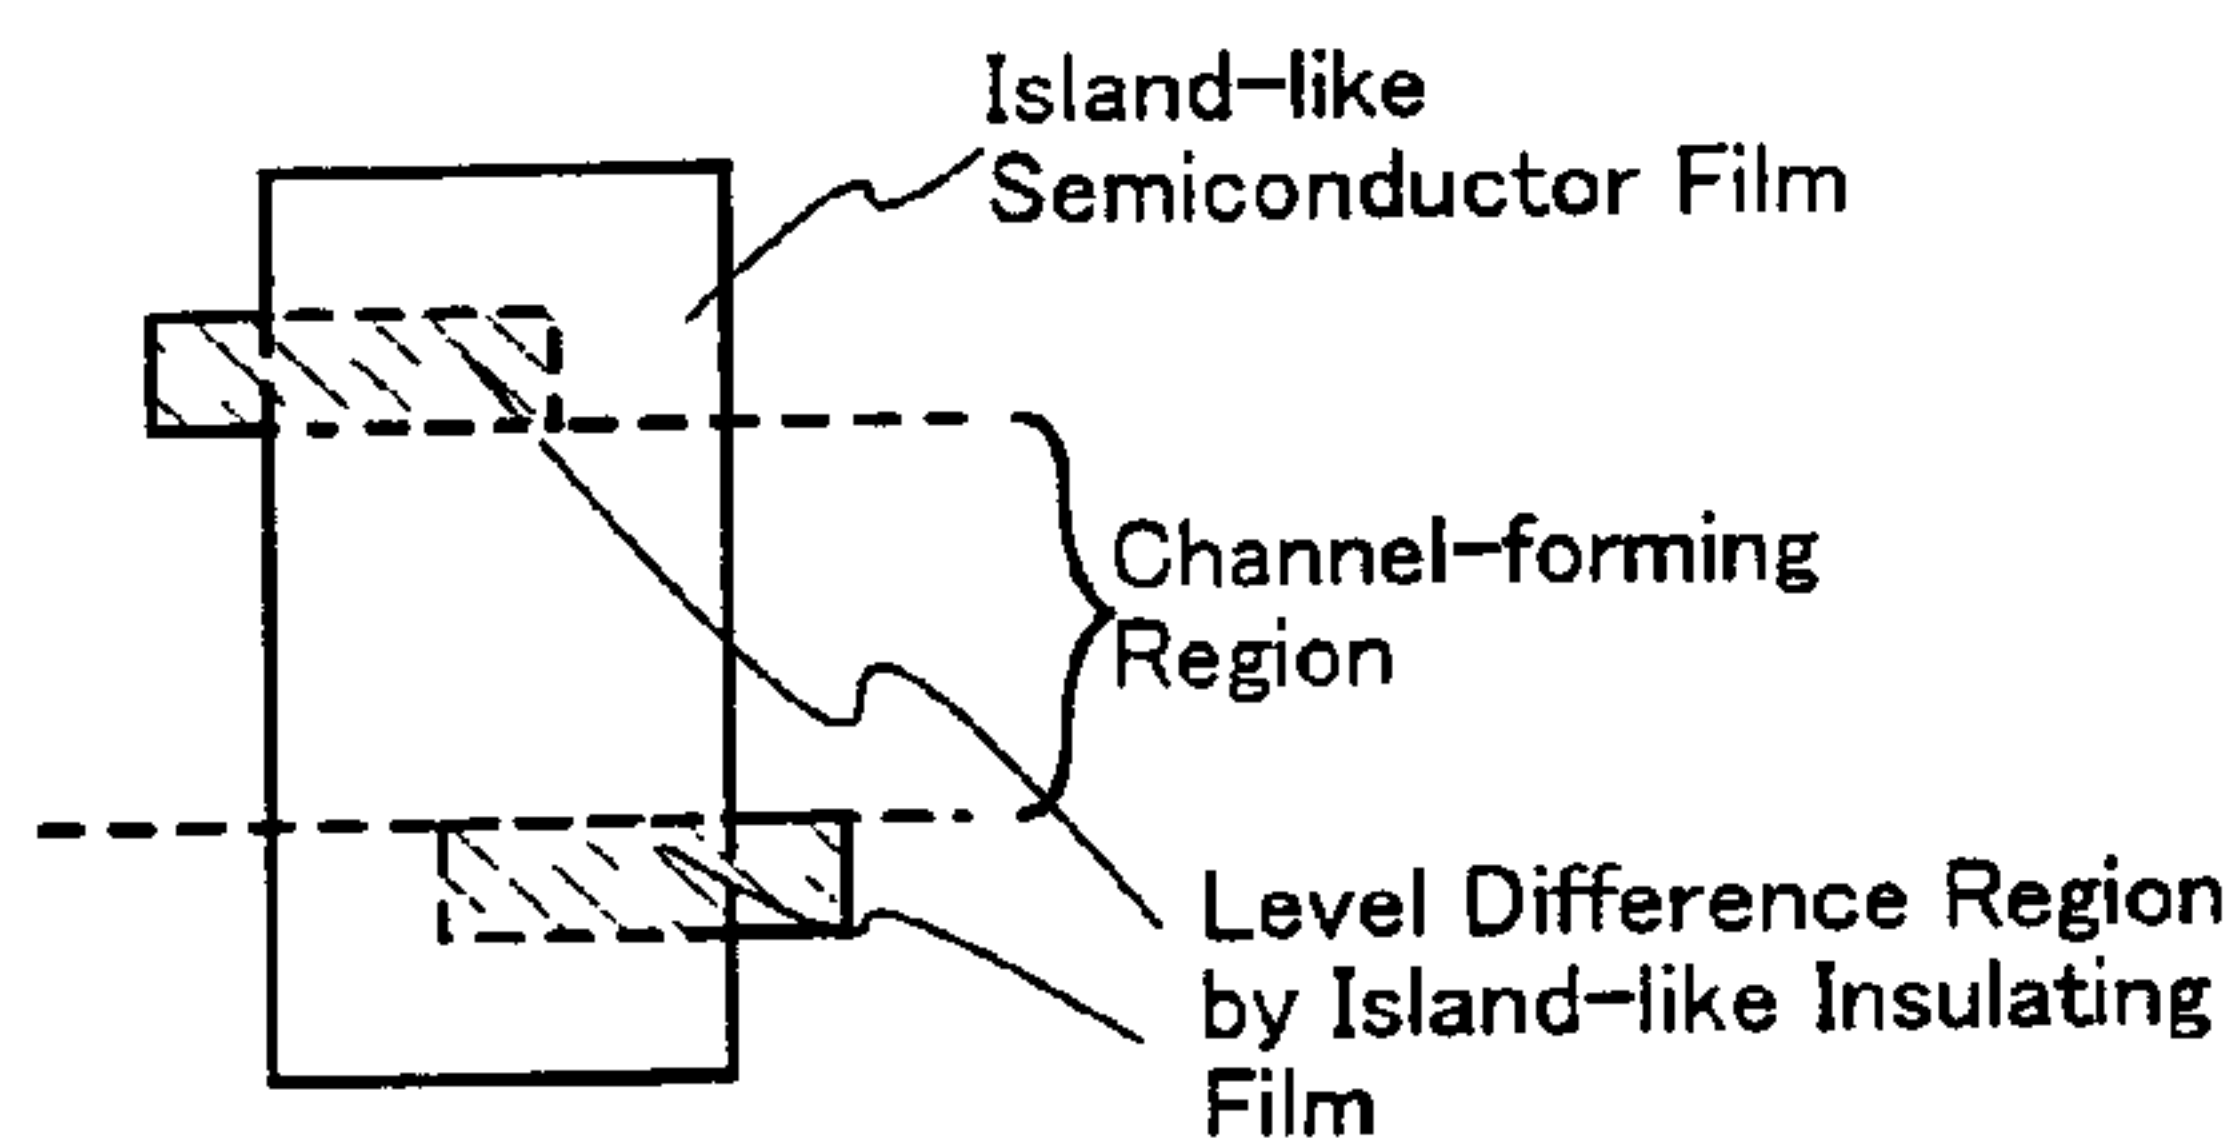 Island-like
Semiconductor Film
Channel-forming
Region
Level Difference Region
by Island-like Insulating
Film